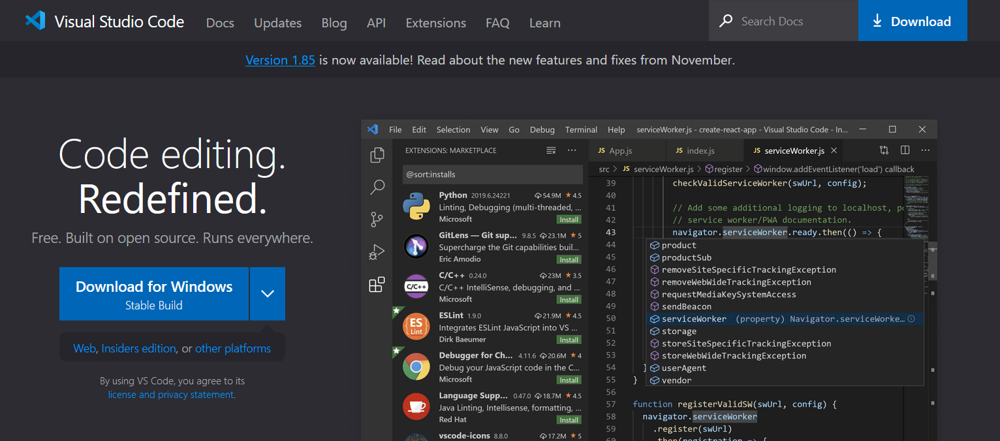 Visual Studio Code Docs Updates Blog API Extensions FAQ Learn Search Docs Download
Version 1.85 is now available! Read about the new features and fixes from November.
Code editing.
Redefined.
Free. Built on open source. Runs everywhere.
Download for Windows
Stable Build
Web, Insiders edition, or other platforms
By using VS Code, you agree to its
license and privacy statement.
File Edit Selection View Go Debug Terminal Help serviceWorker.js - create-react-app - Visual Studio Code - In...
EXTENSIONS: MARKETPLACE
@sort:installs
Python 2019.6.24221 54.9M ★ 4.5
Linting, Debugging (multi-threaded, ...
Microsoft Install
GitLens — Git sup... 9.8.5 23.1M ★ 5
Supercharge the Git capabilities buil...
Eric Amodio Install
C/C++
C/C++ 0.24.0 23M ★ 3.5
C/C++ IntelliSense, debugging, and ...
Microsoft Install
ES
Lint
ESLint 1.9.0 21.9M ★ 4.5
Integrates ESLint JavaScript into VS ...
Dirk Baeumer Install
Debugger for Ch... 4.11.6 20.6M ★ 4
Debug your JavaScript code in the C...
Microsoft Install
Language Supp... 0.47.0 18.7M ★ 4.5
Java Linting, Intellisense, formatting, ...
Red Hat Install
vscode-icons 8.8.0 17.2M ★ 5
JS App.js JS index.js JS serviceWorker.js
src > JS serviceWorker.js > register > window.addEventListener('load') callback
39 checkValidServiceWorker(swUrl, config);
40
41 // Add some additional logging to localhost, po
42 // service worker/PWA documentation.
43 navigator.serviceWorker.ready.then(() => {
44 product
45 productSub
46 removeSiteSpecificTrackingException
47 removeWebWideTrackingException
48 requestMediaKeySystemAccess
49 sendBeacon
50 serviceWorker (property) Navigator.serviceWorke...
51 storage
52 storeSiteSpecificTrackingException
53 storeWebWideTrackingException
54 } userAgent
55 } vendor
56
57 function registerValidSW(swUrl, config) {
58 navigator.serviceWorker
59 .register(swUrl)
60 .then(registration => {